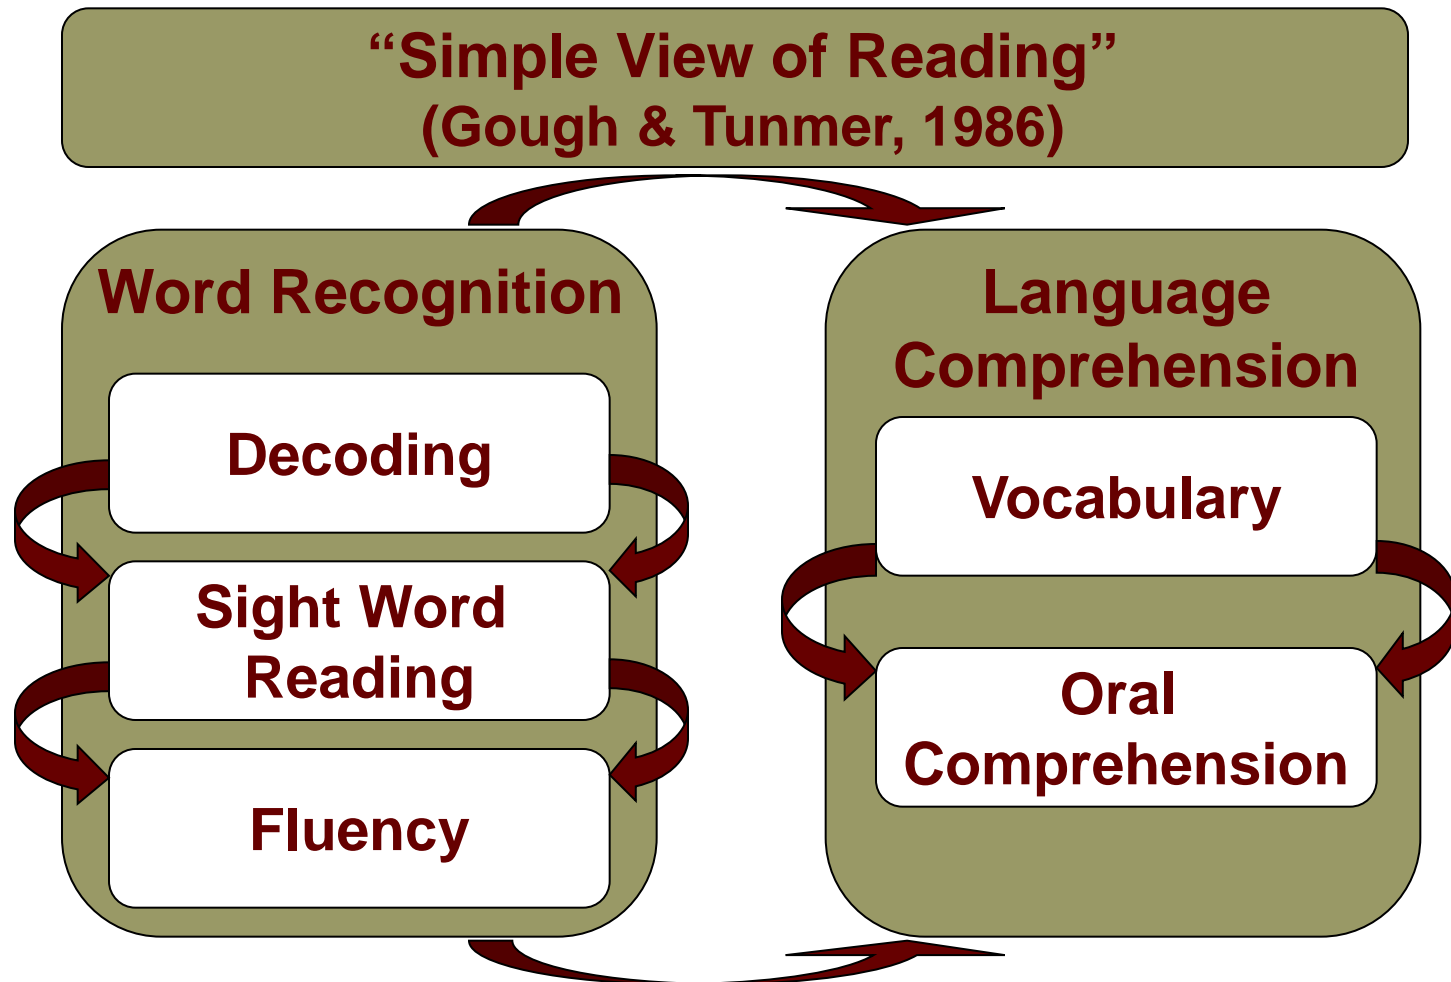 “Simple View of Reading”
(Gough & Tunmer, 1986)
Word Recognition
Decoding
Sight Word
Reading
Fluency
Language
Comprehension
Vocabulary
Oral
Comprehension